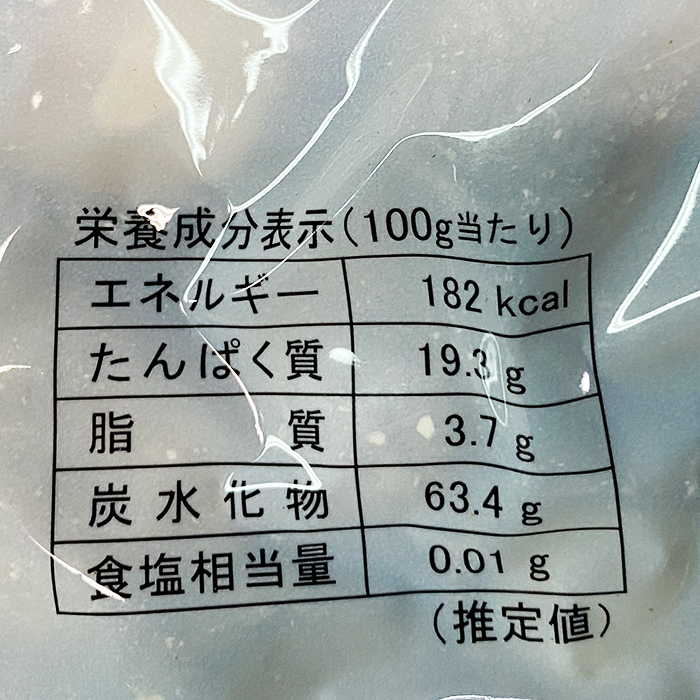 栄養成分表示(100g当たり)
エネルギー 182 kcal
たんぱく質 19.3 g
脂質 3.7 g
炭水化物 63.4 g
食塩相当量 0.01 g
(推定値)